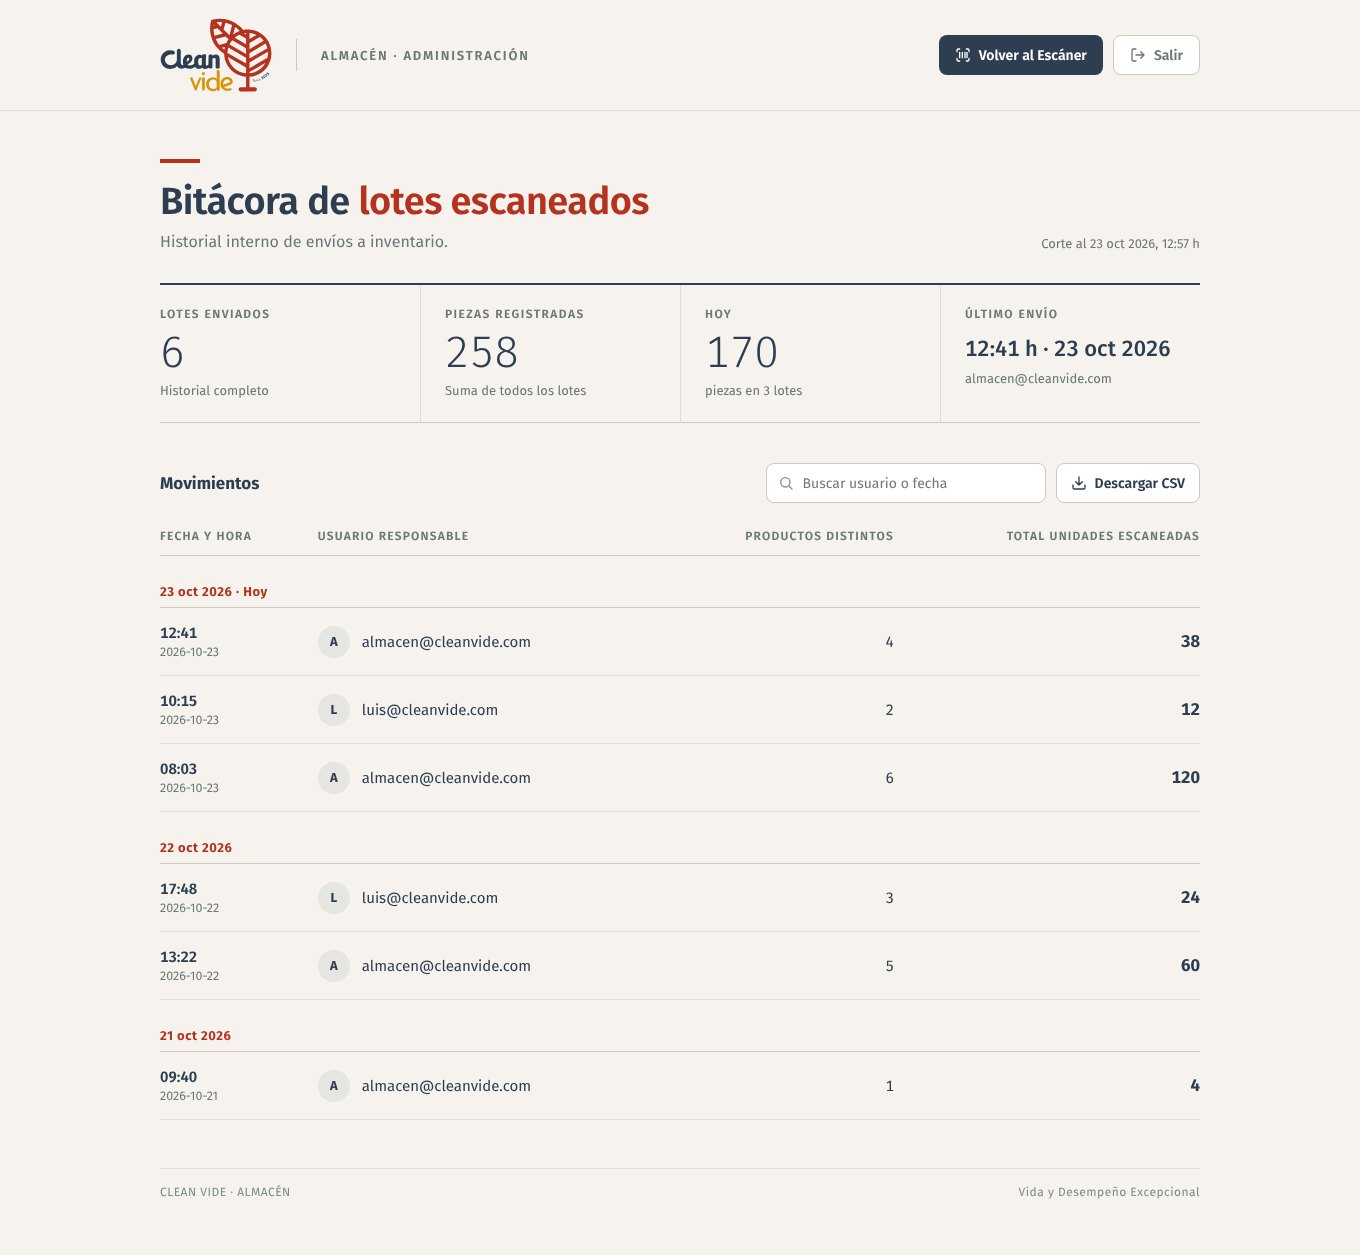 Clean
vide
ALMACÉN · ADMINISTRACIÓN
Volver al Escáner
Salir
Bitácora de lotes escaneados
Historial interno de envíos a inventario.
Corte al 23 oct 2026, 12:57 h
LOTES ENVIADOS
6
Historial completo
PIEZAS REGISTRADAS
258
Suma de todos los lotes
HOY
170
piezas en 3 lotes
ÚLTIMO ENVÍO
12:41 h · 23 oct 2026
almacen@cleanvide.com
Movimientos
Buscar usuario o fecha
Descargar CSV
FECHA Y HORA USUARIO RESPONSABLE PRODUCTOS DISTINTOS TOTAL UNIDADES ESCANEADAS
23 oct 2026 · Hoy
12:41
2026-10-23
A almacen@cleanvide.com 4 38
10:15
2026-10-23
L luis@cleanvide.com 2 12
08:03
2026-10-23
A almacen@cleanvide.com 6 120
22 oct 2026
17:48
2026-10-22
L luis@cleanvide.com 3 24
13:22
2026-10-22
A almacen@cleanvide.com 5 60
21 oct 2026
09:40
2026-10-21
A almacen@cleanvide.com 1 4
CLEAN VIDE · ALMACÉN
Vida y Desempeño Excepcional